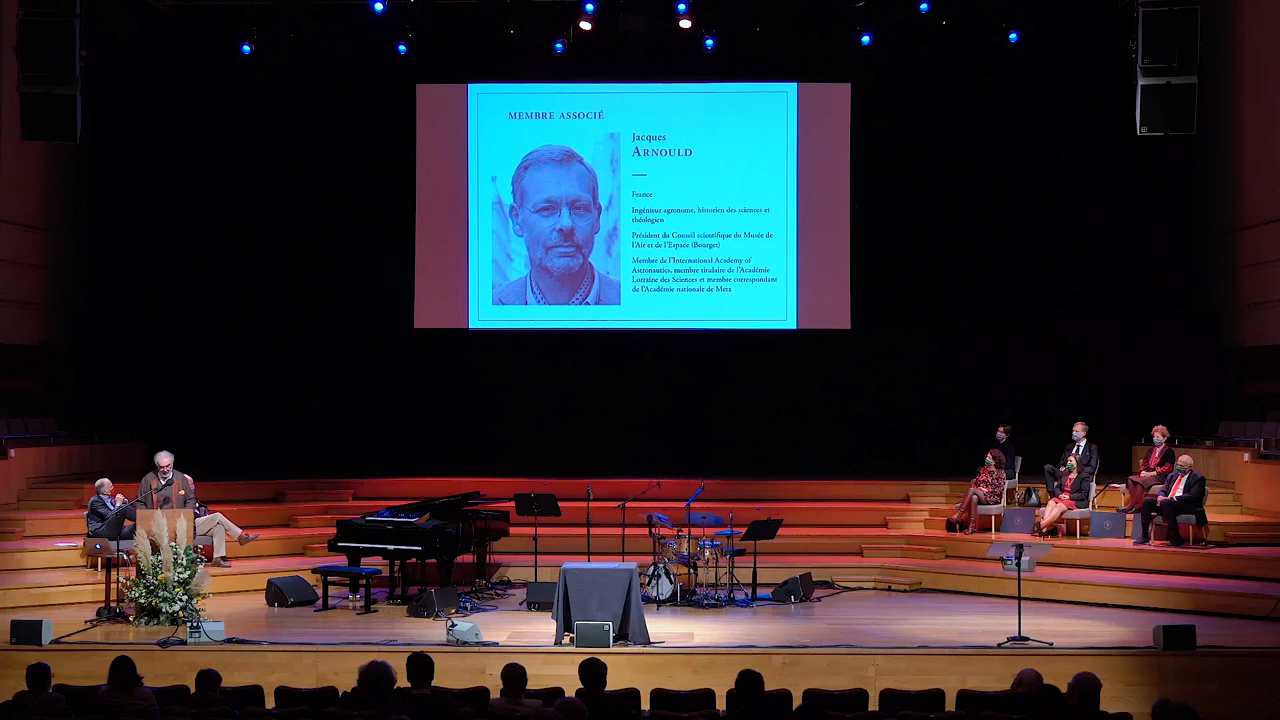 MEMBRE ASSOCIÉ
Jacques
ARNOULD
France
Ingénieur agronome, historien des sciences et
théologien
Président du Conseil scientifique du Musée de
l'Air et de l'Espace (Bourget)
Membre de l'International Academy of
Astronautics, membre titulaire de l'Académie
Lorraine des Sciences et membre correspondant
de l'Académie nationale de Metz